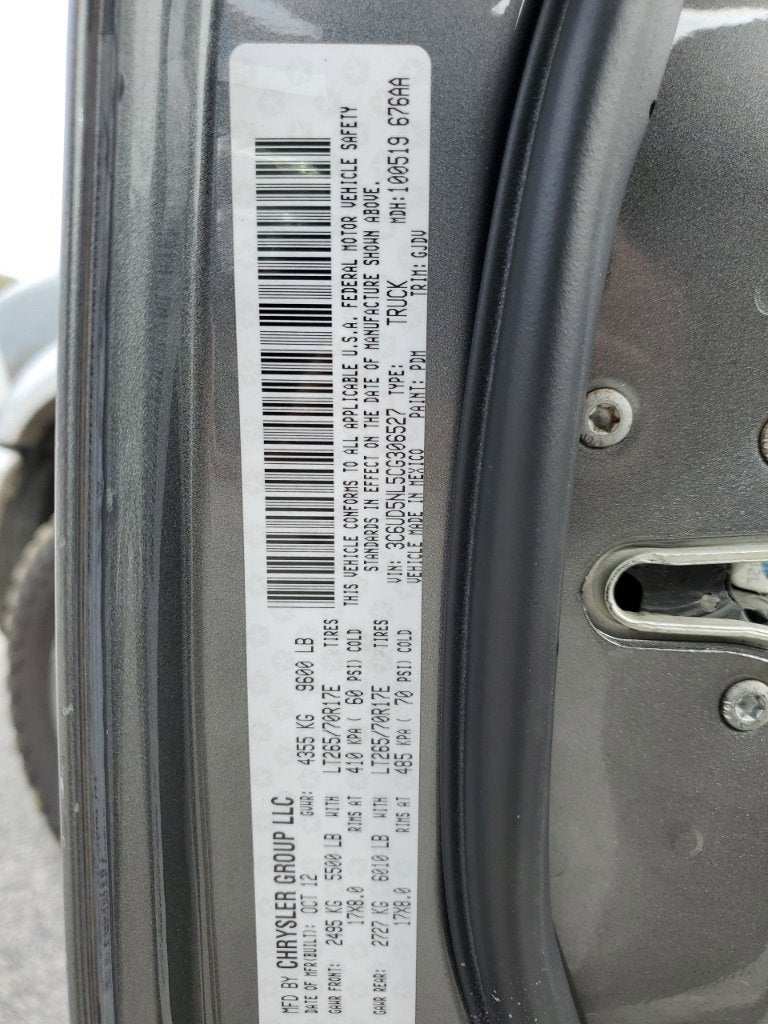 MFD BY CHRYSLER GROUP LLC
DATE OF MFR(BUILT): OCT 12 GVWR: 4355 KG 9600 LB
GAWR FRONT: 2495 KG 5500 LB WITH LT265/70R17E TIRES
17X8.0 RIMS AT 410 KPA ( 60 PSI) COLD
GAWR REAR: 2727 KG 6010 LB WITH LT265/70R17E TIRES
17X8.0 RIMS AT 485 KPA ( 70 PSI) COLD
THIS VEHICLE CONFORMS TO ALL APPLICABLE U.S.A. FEDERAL MOTOR VEHICLE SAFETY
STANDARDS IN EFFECT ON THE DATE OF MANUFACTURE SHOWN ABOVE.
VIN: 3C6UD5NL5CG306527 TYPE: TRUCK MDH:100519 676AA
VEHICLE MADE IN MEXICO PAINT: PDM TRIM: GJDV